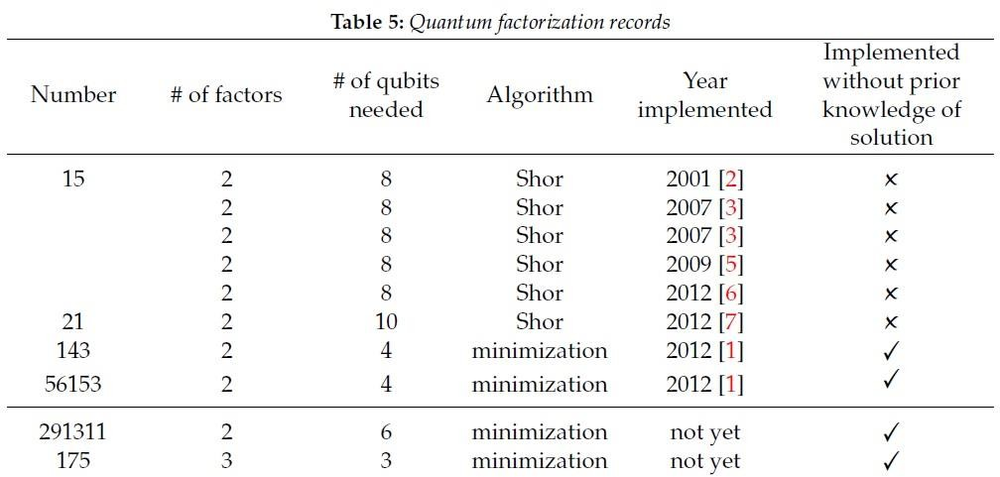 Table 5: Quantum factorization records
Number # of factors # of qubits needed Algorithm Year implemented Implemented without prior knowledge of solution
15 2 8 Shor 2001 [2] ✗
2 8 Shor 2007 [3] ✗
2 8 Shor 2007 [3] ✗
2 8 Shor 2009 [5] ✗
2 8 Shor 2012 [6] ✗
21 2 10 Shor 2012 [7] ✗
143 2 4 minimization 2012 [1] ✓
56153 2 4 minimization 2012 [1] ✓
291311 2 6 minimization not yet ✓
175 3 3 minimization not yet ✓